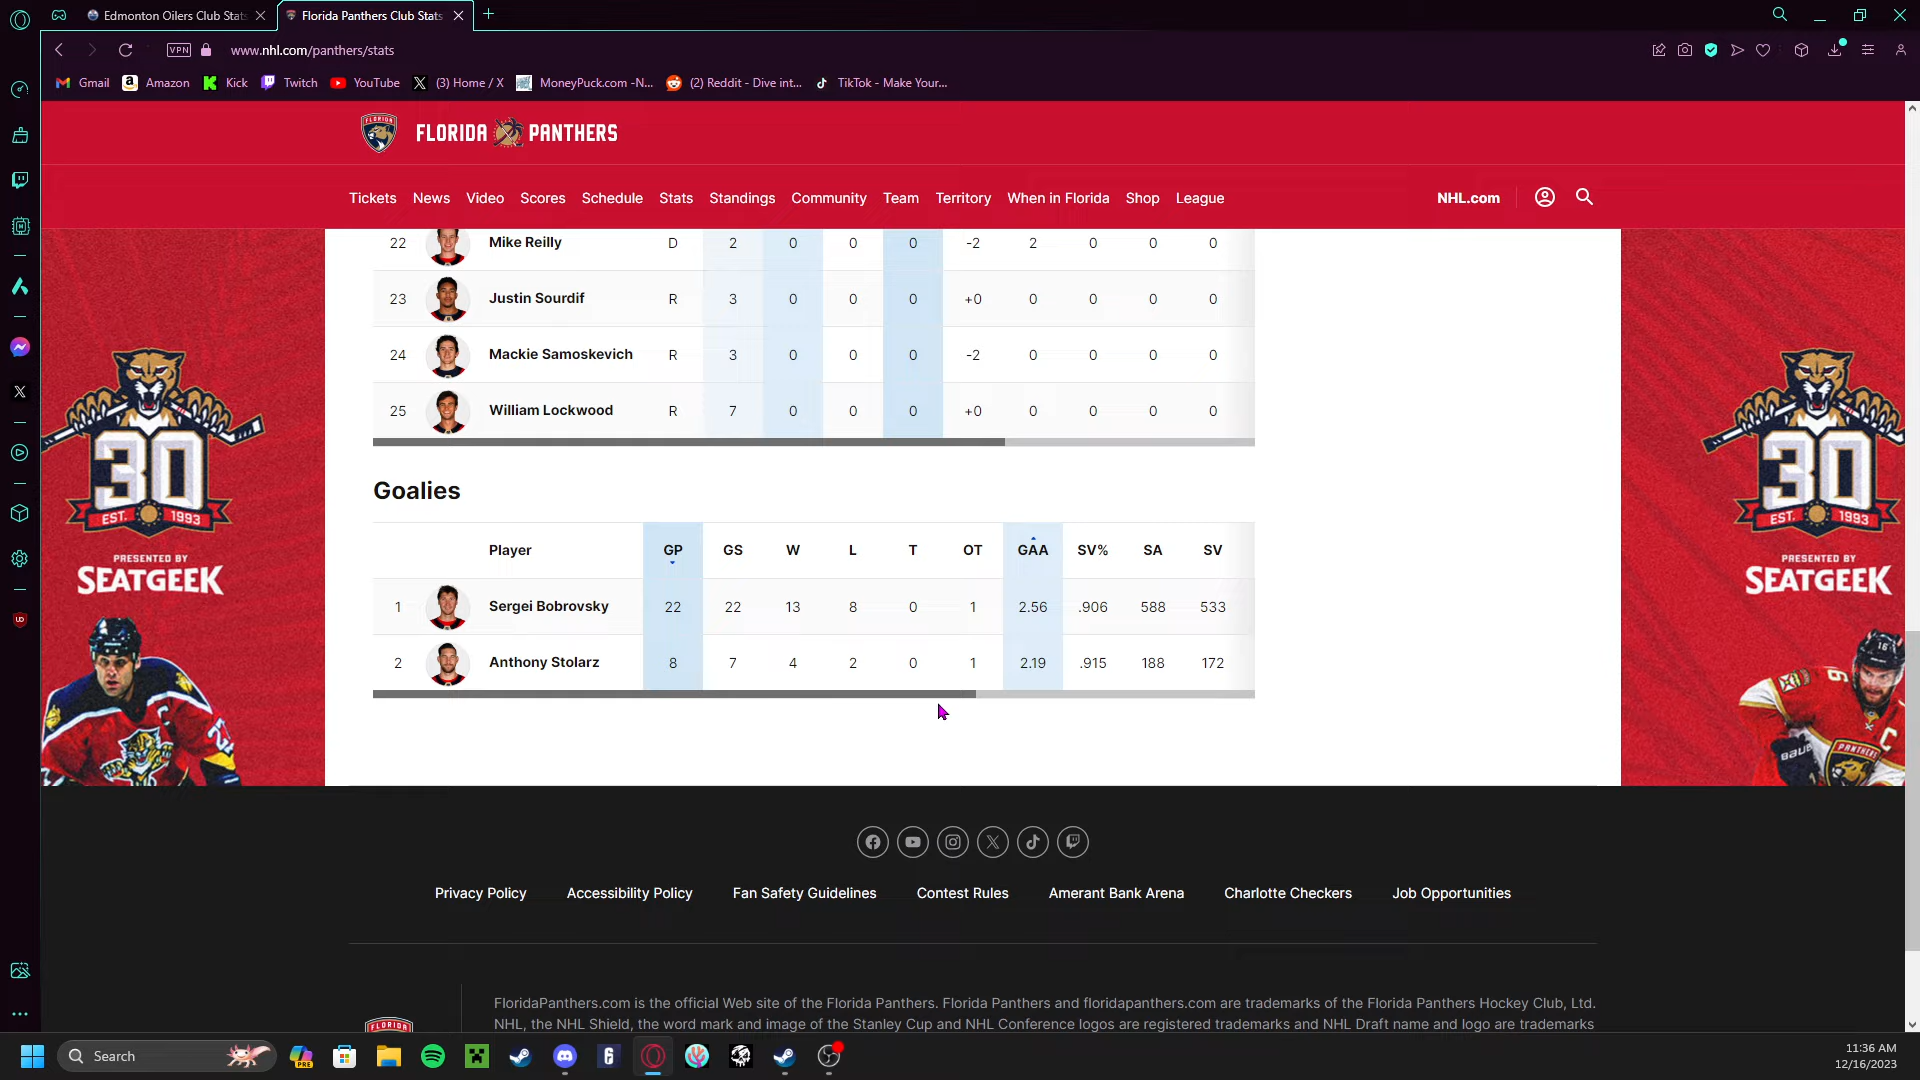 Edmonton Oilers Club Stats
Florida Panthers Club Stats
VPN
www.nhl.com/panthers/stats
Gmail
Amazon
Kick
Twitch
YouTube
(3) Home / X
MoneyPuck.com -N...
(2) Reddit - Dive int...
TikTok - Make Your...
FLORIDA PANTHERS
Tickets News Video Scores Schedule Stats Standings Community Team Territory When in Florida Shop League
NHL.com
22 Mike Reilly D 2 0 0 0 -2 2 0 0 0
23 Justin Sourdif R 3 0 0 0 +0 0 0 0 0
24 Mackie Samoskevich R 3 0 0 0 -2 0 0 0 0
25 William Lockwood R 7 0 0 0 +0 0 0 0 0
Goalies
Player GP GS W L T OT GAA SV% SA SV
1 Sergei Bobrovsky 22 22 13 8 0 1 2.56 .906 588 533
2 Anthony Stolarz 8 7 4 2 0 1 2.19 .915 188 172
30
EST. 1993
PRESENTED BY
SEATGEEK
30
EST. 1993
PRESENTED BY
SEATGEEK
Privacy Policy Accessibility Policy Fan Safety Guidelines Contest Rules Amerant Bank Arena Charlotte Checkers Job Opportunities
FLORIDA
FloridaPanthers.com is the official Web site of the Florida Panthers. Florida Panthers and floridapanthers.com are trademarks of the Florida Panthers Hockey Club, Ltd.
NHL, the NHL Shield, the word mark and image of the Stanley Cup and NHL Conference logos are registered trademarks and NHL Draft name and logo are trademarks
Search
PRE
11:36 AM
12/16/2023